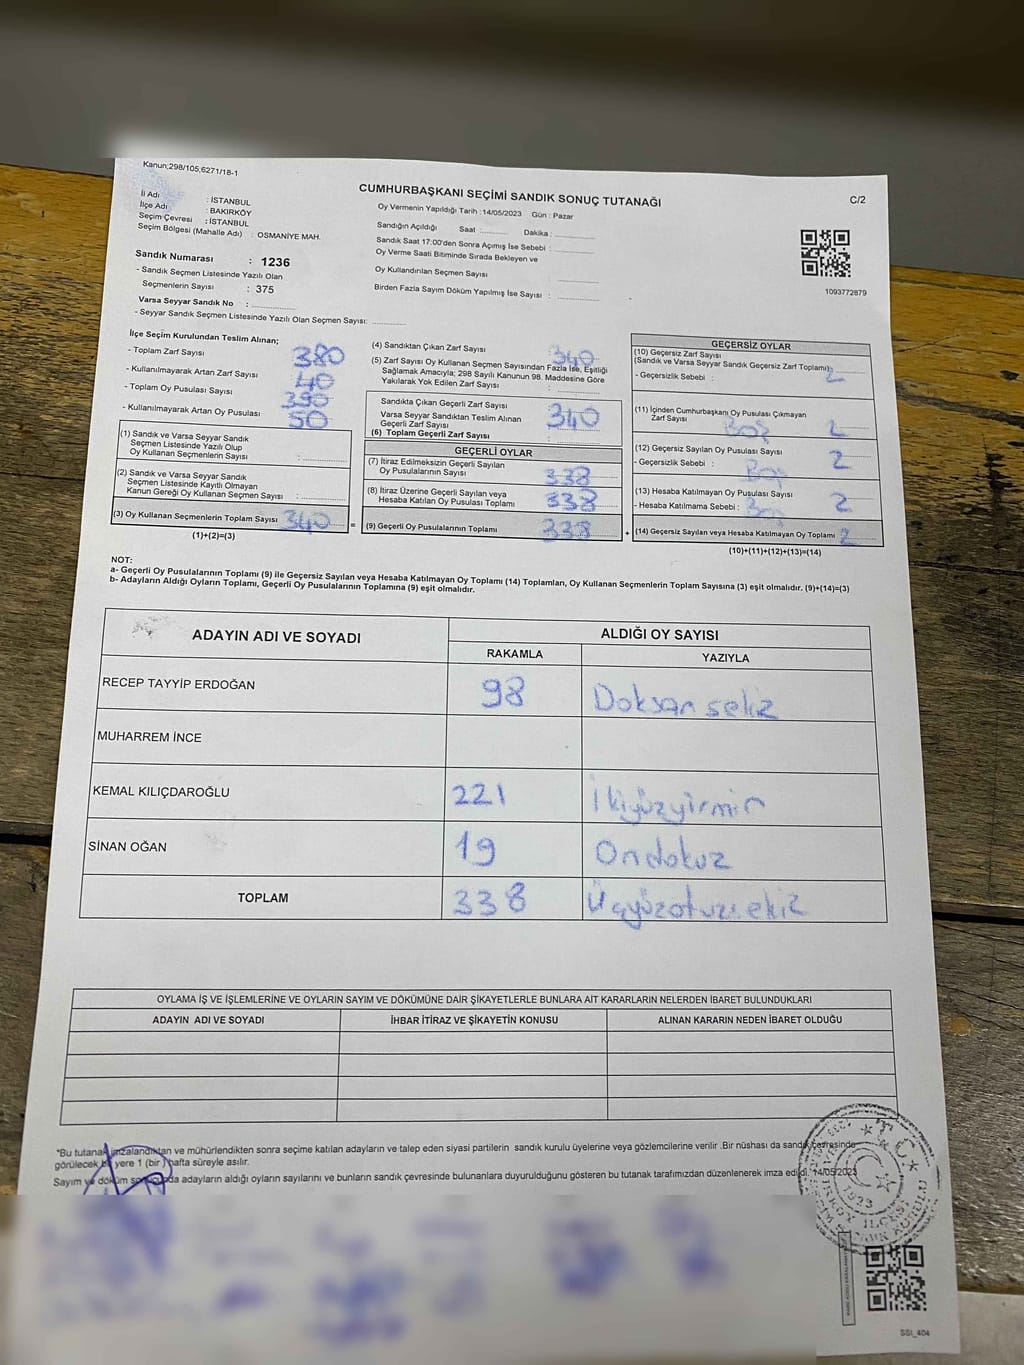 Kanun;298/105;6271/18-1
CUMHURBAŞKANI SEÇİMİ SANDIK SONUÇ TUTANAĞI
C/2
İl Adı : İSTANBUL
İlçe Adı : BAKIRKÖY
Seçim Çevresi : İSTANBUL
Seçim Bölgesi (Mahalle Adı) : OSMANİYE MAH.
Oy Vermenin Yapıldığı Tarih :14/05/2023 Gün : Pazar
Sandığın Açıldığı Saat :.......... Dakika : ..............
Sandık Saat 17:00'den Sonra Açımış İse Sebebi : ..............
Oy Verme Saati Bitiminde Sırada Bekleyen ve
Oy Kullandırılan Seçmen Sayısı
Birden Fazla Sayım Döküm Yapılmış İse Sayısı : ..............
1093772879
Sandık Numarası : 1236
- Sandık Seçmen Listesinde Yazılı Olan
Seçmenlerin Sayısı : 375
Varsa Seyyar Sandık No : ..............
- Seyyar Sandık Seçmen Listesinde Yazılı Olan Seçmen Sayısı: ............
İlçe Seçim Kurulundan Teslim Alınan;
- Toplam Zarf Sayısı 380
- Kullanılmayarak Artan Zarf Sayısı 40
- Toplam Oy Pusulası Sayısı 390
- Kullanılmayarak Artan Oy Pusulası 50
(1) Sandık ve Varsa Seyyar Sandık
Seçmen Listesinde Yazılı Olup
Oy Kullanan Seçmenlerin Sayısı : ..............
(2) Sandık ve Varsa Seyyar Sandık
Seçmen Listesinde Kayıtlı Olmayan
Kanun Gereği Oy Kullanan Seçmen Sayısı : ..............
(3) Oy Kullanan Seçmenlerin Toplam Sayısı 340
(1)+(2)=(3)
=
(4) Sandıktan Çıkan Zarf Sayısı 340
(5) Zarf Sayısı Oy Kullanan Seçmen Sayısından Fazla İse, Eşitliği
Sağlamak Amacıyla; 298 Sayılı Kanunun 98. Maddesine Göre
Yakılarak Yok Edilen Zarf Sayısı : ..............
Sandıkta Çıkan Geçerli Zarf Sayısı 340
Varsa Seyyar Sandıktan Teslim Alınan
Geçerli Zarf Sayısı
(6) Toplam Geçerli Zarf Sayısı
GEÇERLİ OYLAR
(7) İtiraz Edilmeksizin Geçerli Sayılan
Oy Pusulalarının Sayısı 338
(8) İtiraz Üzerine Geçerli Sayılan veya
Hesaba Katılan Oy Pusulası Toplamı 338
(9) Geçerli Oy Pusulalarının Toplamı 338
+
GEÇERSİZ OYLAR
(10) Geçersiz Zarf Sayısı
(Sandık ve Varsa Seyyar Sandık Geçersiz Zarf Toplamı) 2
- Geçersizlik Sebebi :
(11) İçinden Cumhurbaşkanı Oy Pusulası Çıkmayan
Zarf Sayısı Boş 2
(12) Geçersiz Sayılan Oy Pusulası Sayısı 2
- Geçersizlik Sebebi : Boş
(13) Hesaba Katılmayan Oy Pusulası Sayısı 2
- Hesaba Katılmama Sebebi : Boş
(14) Geçersiz Sayılan veya Hesaba Katılmayan Oy Toplamı 2
(10)+(11)+(12)+(13)=(14)
NOT:
a- Geçerli Oy Pusulalarının Toplamı (9) ile Geçersiz Sayılan veya Hesaba Katılmayan Oy Toplamı (14) Toplamları, Oy Kullanan Seçmenlerin Toplam Sayısına (3) eşit olmalıdır. (9)+(14)=(3)
b- Adayların Aldığı Oyların Toplamı, Geçerli Oy Pusulalarının Toplamına (9) eşit olmalıdır.
ADAYIN ADI VE SOYADI ALDIĞI OY SAYISI
RAKAMLA YAZIYLA
RECEP TAYYİP ERDOĞAN 98 Doksan sekiz
MUHARREM İNCE
KEMAL KILIÇDAROĞLU 221 İkiyüzyirmir
SİNAN OĞAN 19 Ondokuz
TOPLAM 338 Üçyüzotuzsekiz
OYLAMA İŞ VE İŞLEMLERİNE VE OYLARIN SAYIM VE DÖKÜMÜNE DAİR ŞİKAYETLERLE BUNLARA AİT KARARLARIN NELERDEN İBARET BULUNDUKLARI
ADAYIN ADI VE SOYADI İHBAR İTİRAZ VE ŞİKAYETİN KONUSU ALINAN KARARIN NEDEN İBARET OLDUĞU
*Bu tutanak imzalandıktan ve mühürlendikten sonra seçime katılan adayların ve talep eden siyasi partilerin sandık kurulu üyelerine veya gözlemcilerine verilir .Bir nüshası da sandık çevresinde
görülecek bir yere 1 (bir) hafta süreyle asılır.
Sayım ve döküm sonucunda adayların aldığı oyların sayılarını ve bunların sandık çevresinde bulunanlara duyurulduğunu gösteren bu tutanak tarafımızdan düzenlenerek imza edildi. 14/05/2023
T.C.
1923
SSI_404